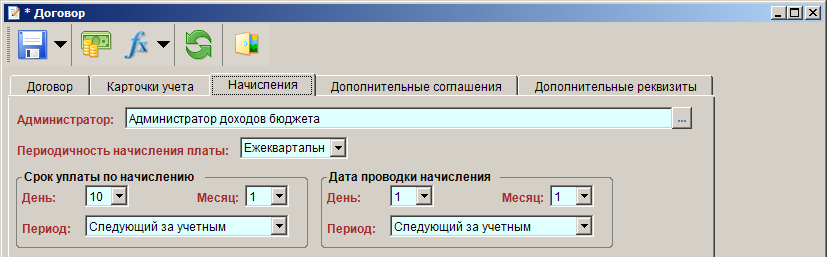 * Договор
fx
Договор Карточки учета Начисления Дополнительные соглашения Дополнительные реквизиты
Администратор: Администратор доходов бюджета ...
Периодичность начисления платы: Ежеквартальн
Срок уплаты по начислению Дата проводки начисления
День: 10 Месяц: 1 День: 1 Месяц: 1
Период: Следующий за учетным Период: Следующий за учетным